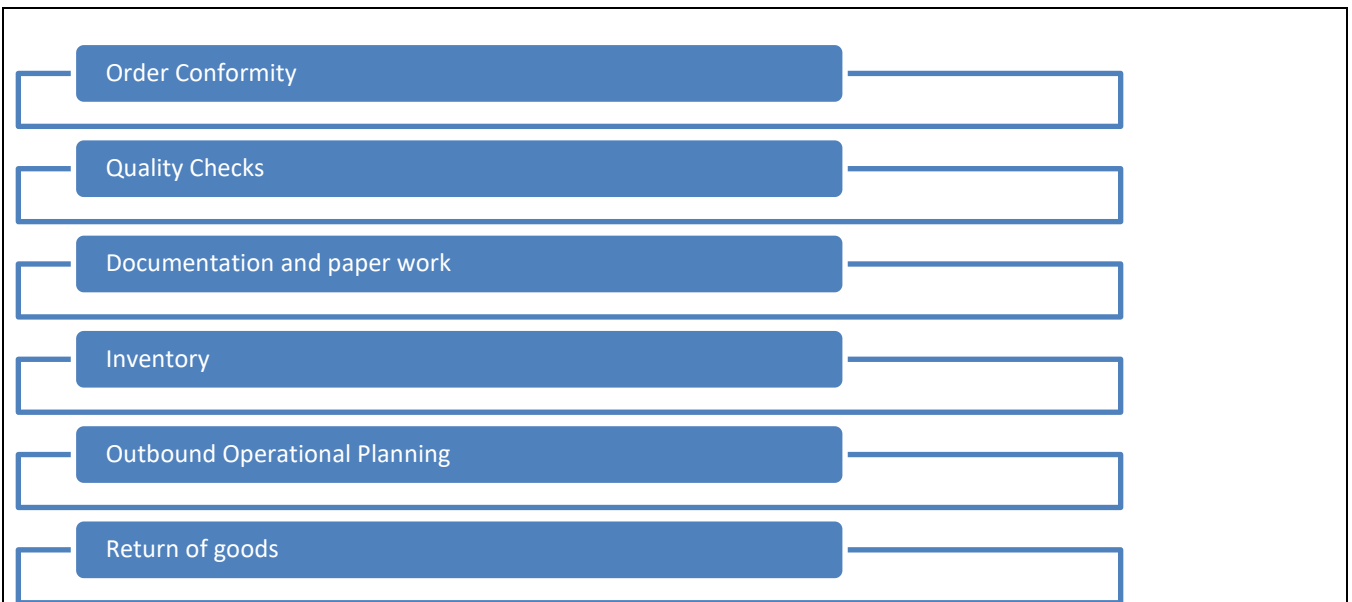 Order Conformity
Quality Checks
Documentation and paper work
Inventory
Outbound Operational Planning
Return of goods